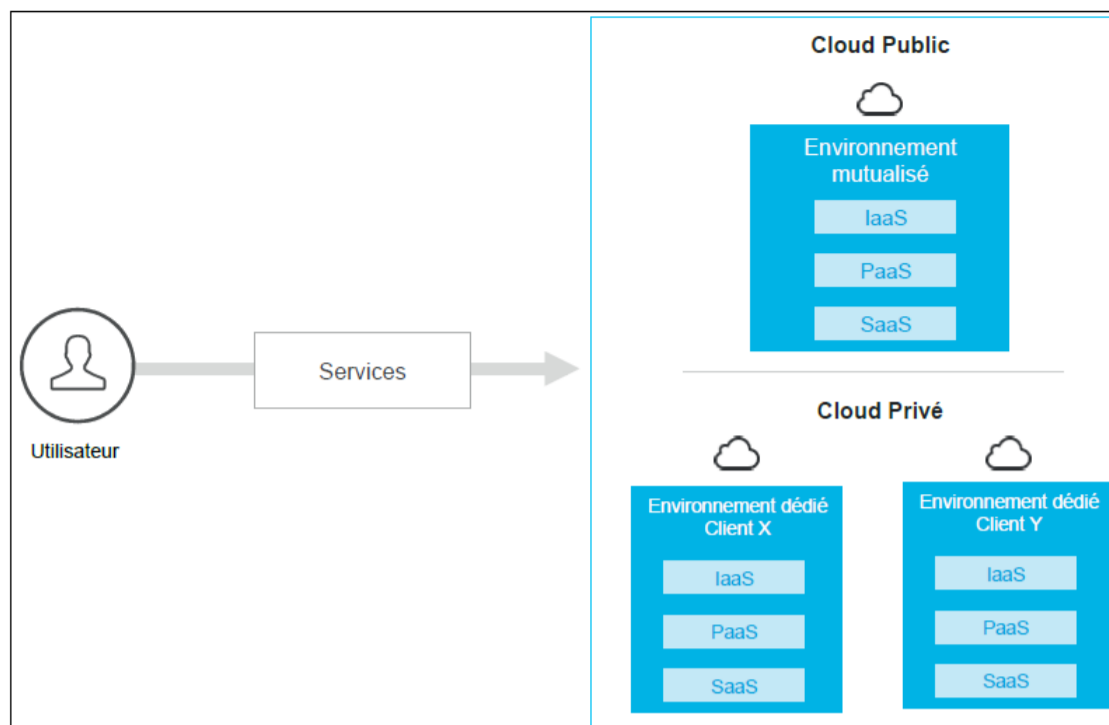 Cloud Public
Environnement
mutualisé
IaaS
PaaS
SaaS
Services
Utilisateur
Cloud Privé
Environnement dédié
Client X
IaaS
PaaS
SaaS
Environnement dédié
Client Y
IaaS
PaaS
SaaS